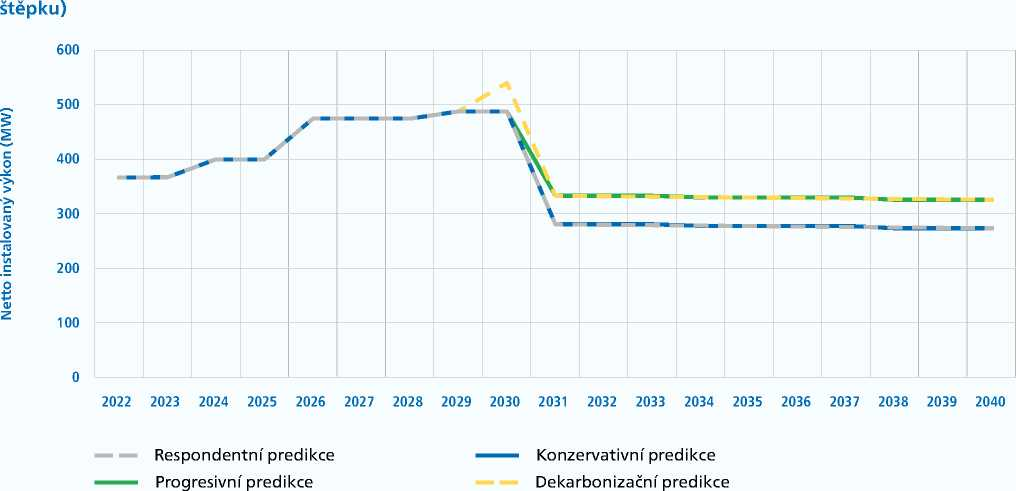 štěpku)
Netto instalovaný výkon (MW)
600
500
400
300
200
100
0
2022 2023 2024 2025 2026 2027 2028 2029 2030 2031 2032 2033 2034 2035 2036 2037 2038 2039 2040
Respondentní predikce Konzervativní predikce
Progresivní predikce Dekarbonizační predikce